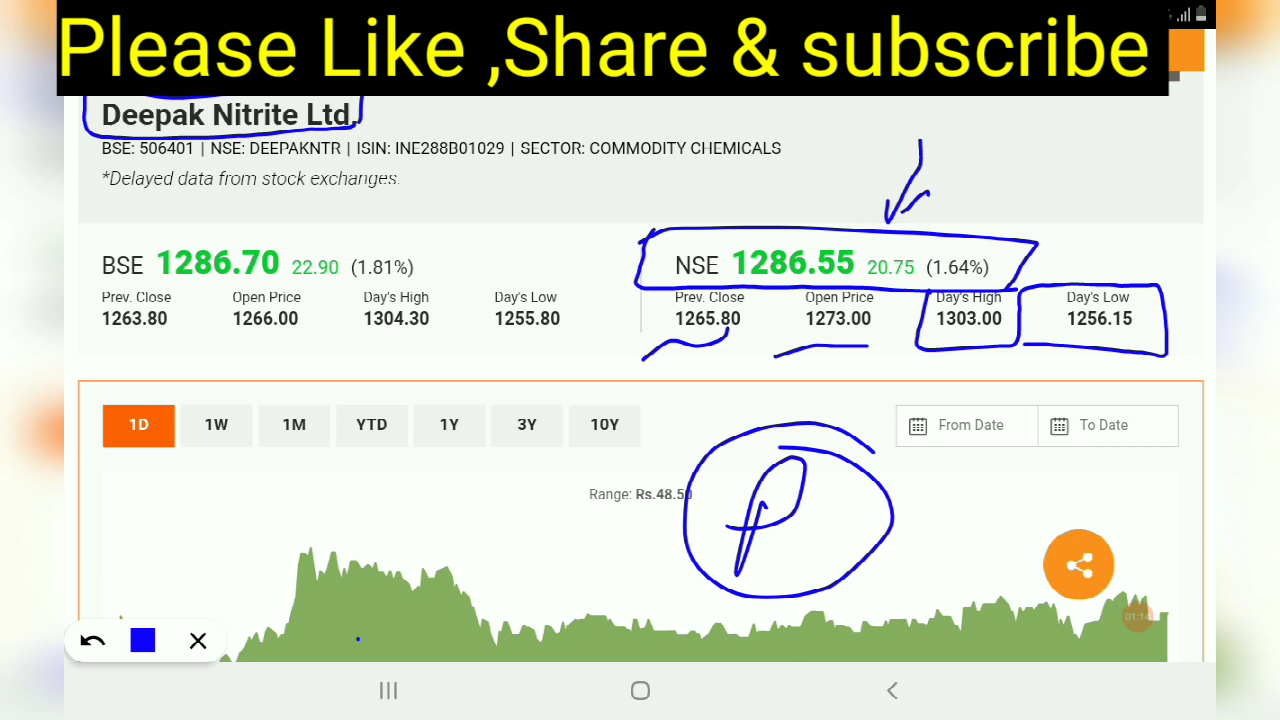 Please Like ,Share & subscribe
Deepak Nitrite Ltd.
BSE: 506401 | NSE: DEEPAKNTR | ISIN: INE288B01029 | SECTOR: COMMODITY CHEMICALS
*Delayed data from stock exchanges.
BSE 1286.70 22.90 (1.81%)
Prev. Close Open Price Day's High Day's Low
1263.80 1266.00 1304.30 1255.80
NSE 1286.55 20.75 (1.64%)
Prev. Close Open Price Day's High Day's Low
1265.80 1273.00 1303.00 1256.15
1D 1W 1M YTD 1Y 3Y 10Y From Date To Date
Range: Rs.48.50
P
01:14